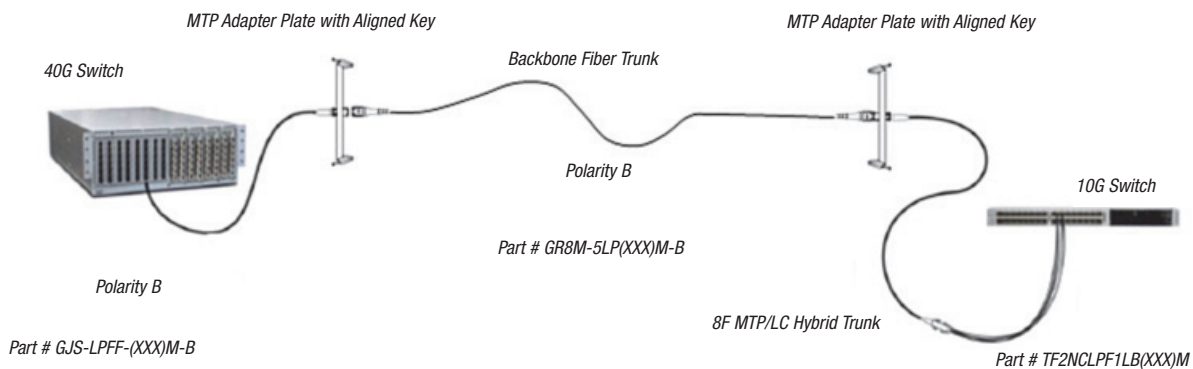 MTP Adapter Plate with Aligned Key
MTP Adapter Plate with Aligned Key
40G Switch
Backbone Fiber Trunk
Polarity B
10G Switch
Part # GR8M-5LP(XXX)M-B
Polarity B
8F MTP/LC Hybrid Trunk
Part # GJS-LPFF-(XXX)M-B
Part # TF2NCLPF1LB(XXX)M